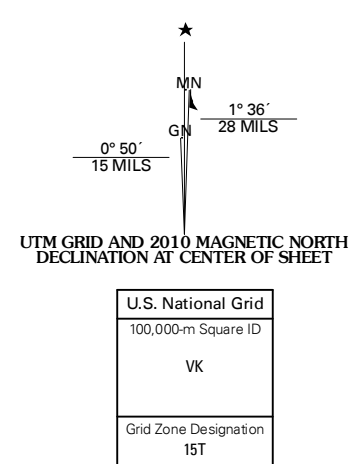 ★
MN
1° 36´
28 MILS
GN
0° 50´
15 MILS
UTM GRID AND 2010 MAGNETIC NORTH
DECLINATION AT CENTER OF SHEET
U.S. National Grid
100,000-m Square ID
VK
Grid Zone Designation
15T